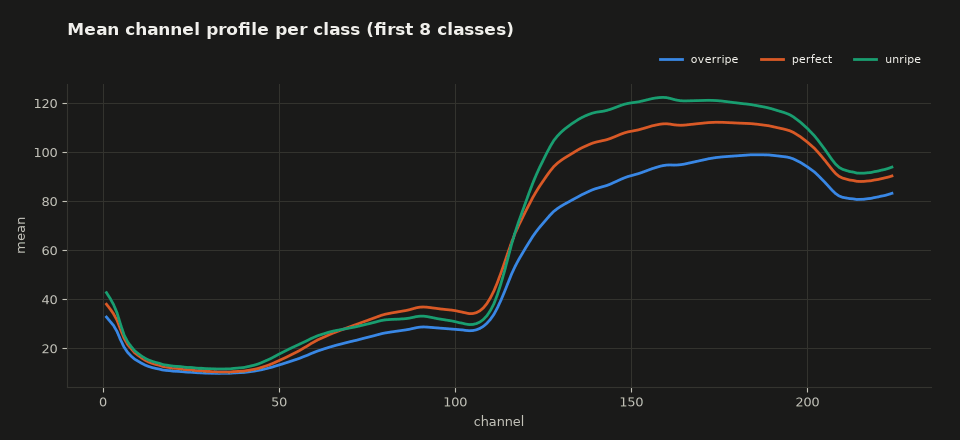 Mean channel profile per class (first 8 classes)
overripe perfect unripe
120
100
80
60
40
20
mean
0 50 100 150 200
channel